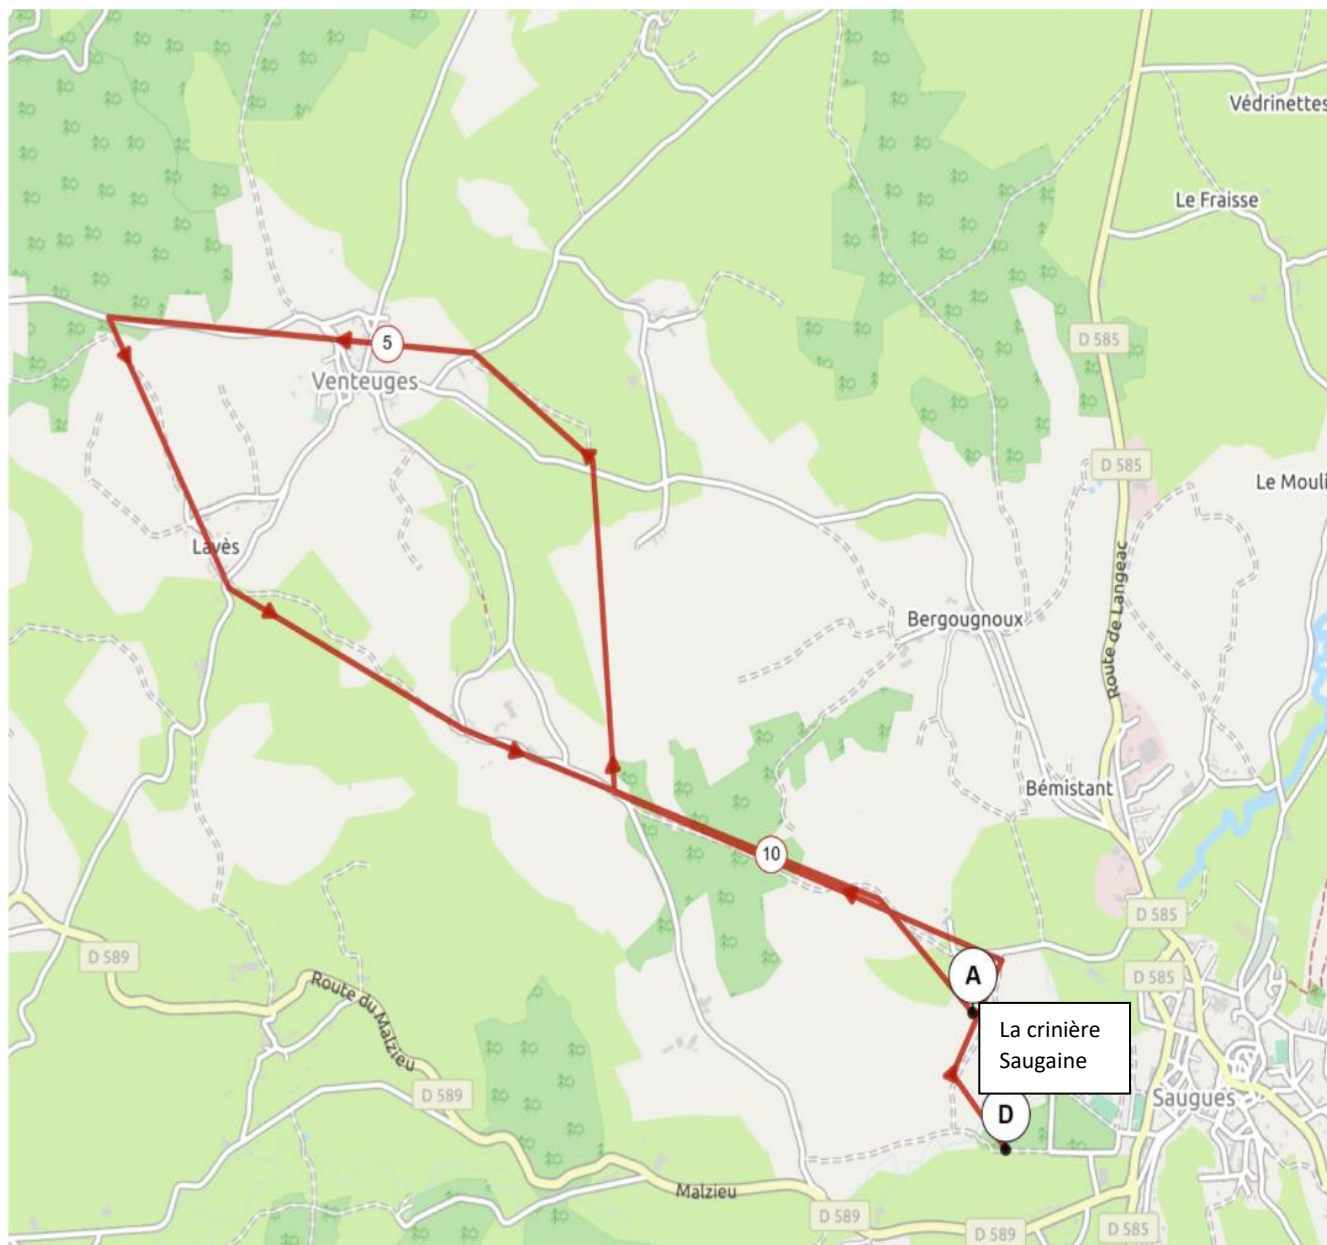 Védrinettes
Le Fraisse
D 585
5
Venteuges
D 585
Le Mouli
Lavès
Route de Langeac
Bergougnoux
Bémistant
10
D 585
D 589
A
D 585
Route du Malzieu
La crinière
Saugaine
D 589
Saugues
D
Malzieu
D 589
D 589
D 585